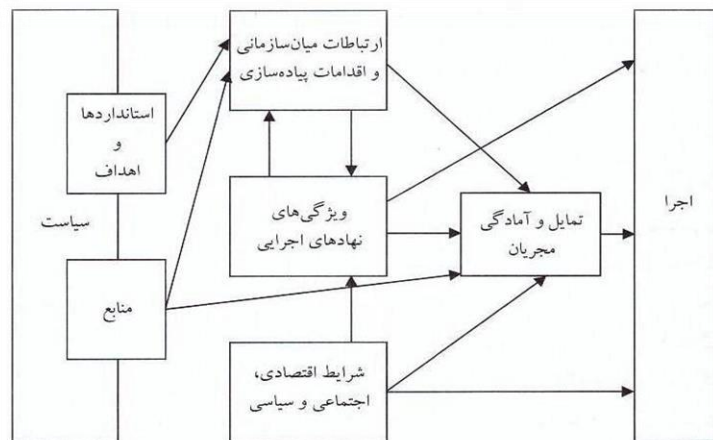 ارتباطات میان‌سازمانی
و اقدامات پیاده‌سازی
استانداردها
و
اهداف
سیاست
منابع
ویژگی‌های
نهادهای اجرایی
تمایل و آمادگی
مجریان
اجرا
شرایط اقتصادی،
اجتماعی و سیاسی